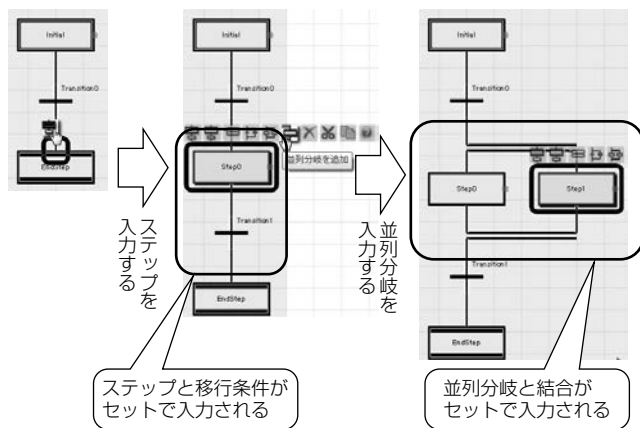 Initial
Transition0
EndStep
ステップを
入力する
Initial
Transition0
並列分岐を追加
Step0
Transition1
EndStep
並列分岐を
入力する
Initial
Transition0
Step0
Step1
Transition1
EndStep
ステップと移行条件が
セットで入力される
並列分岐と結合が
セットで入力される